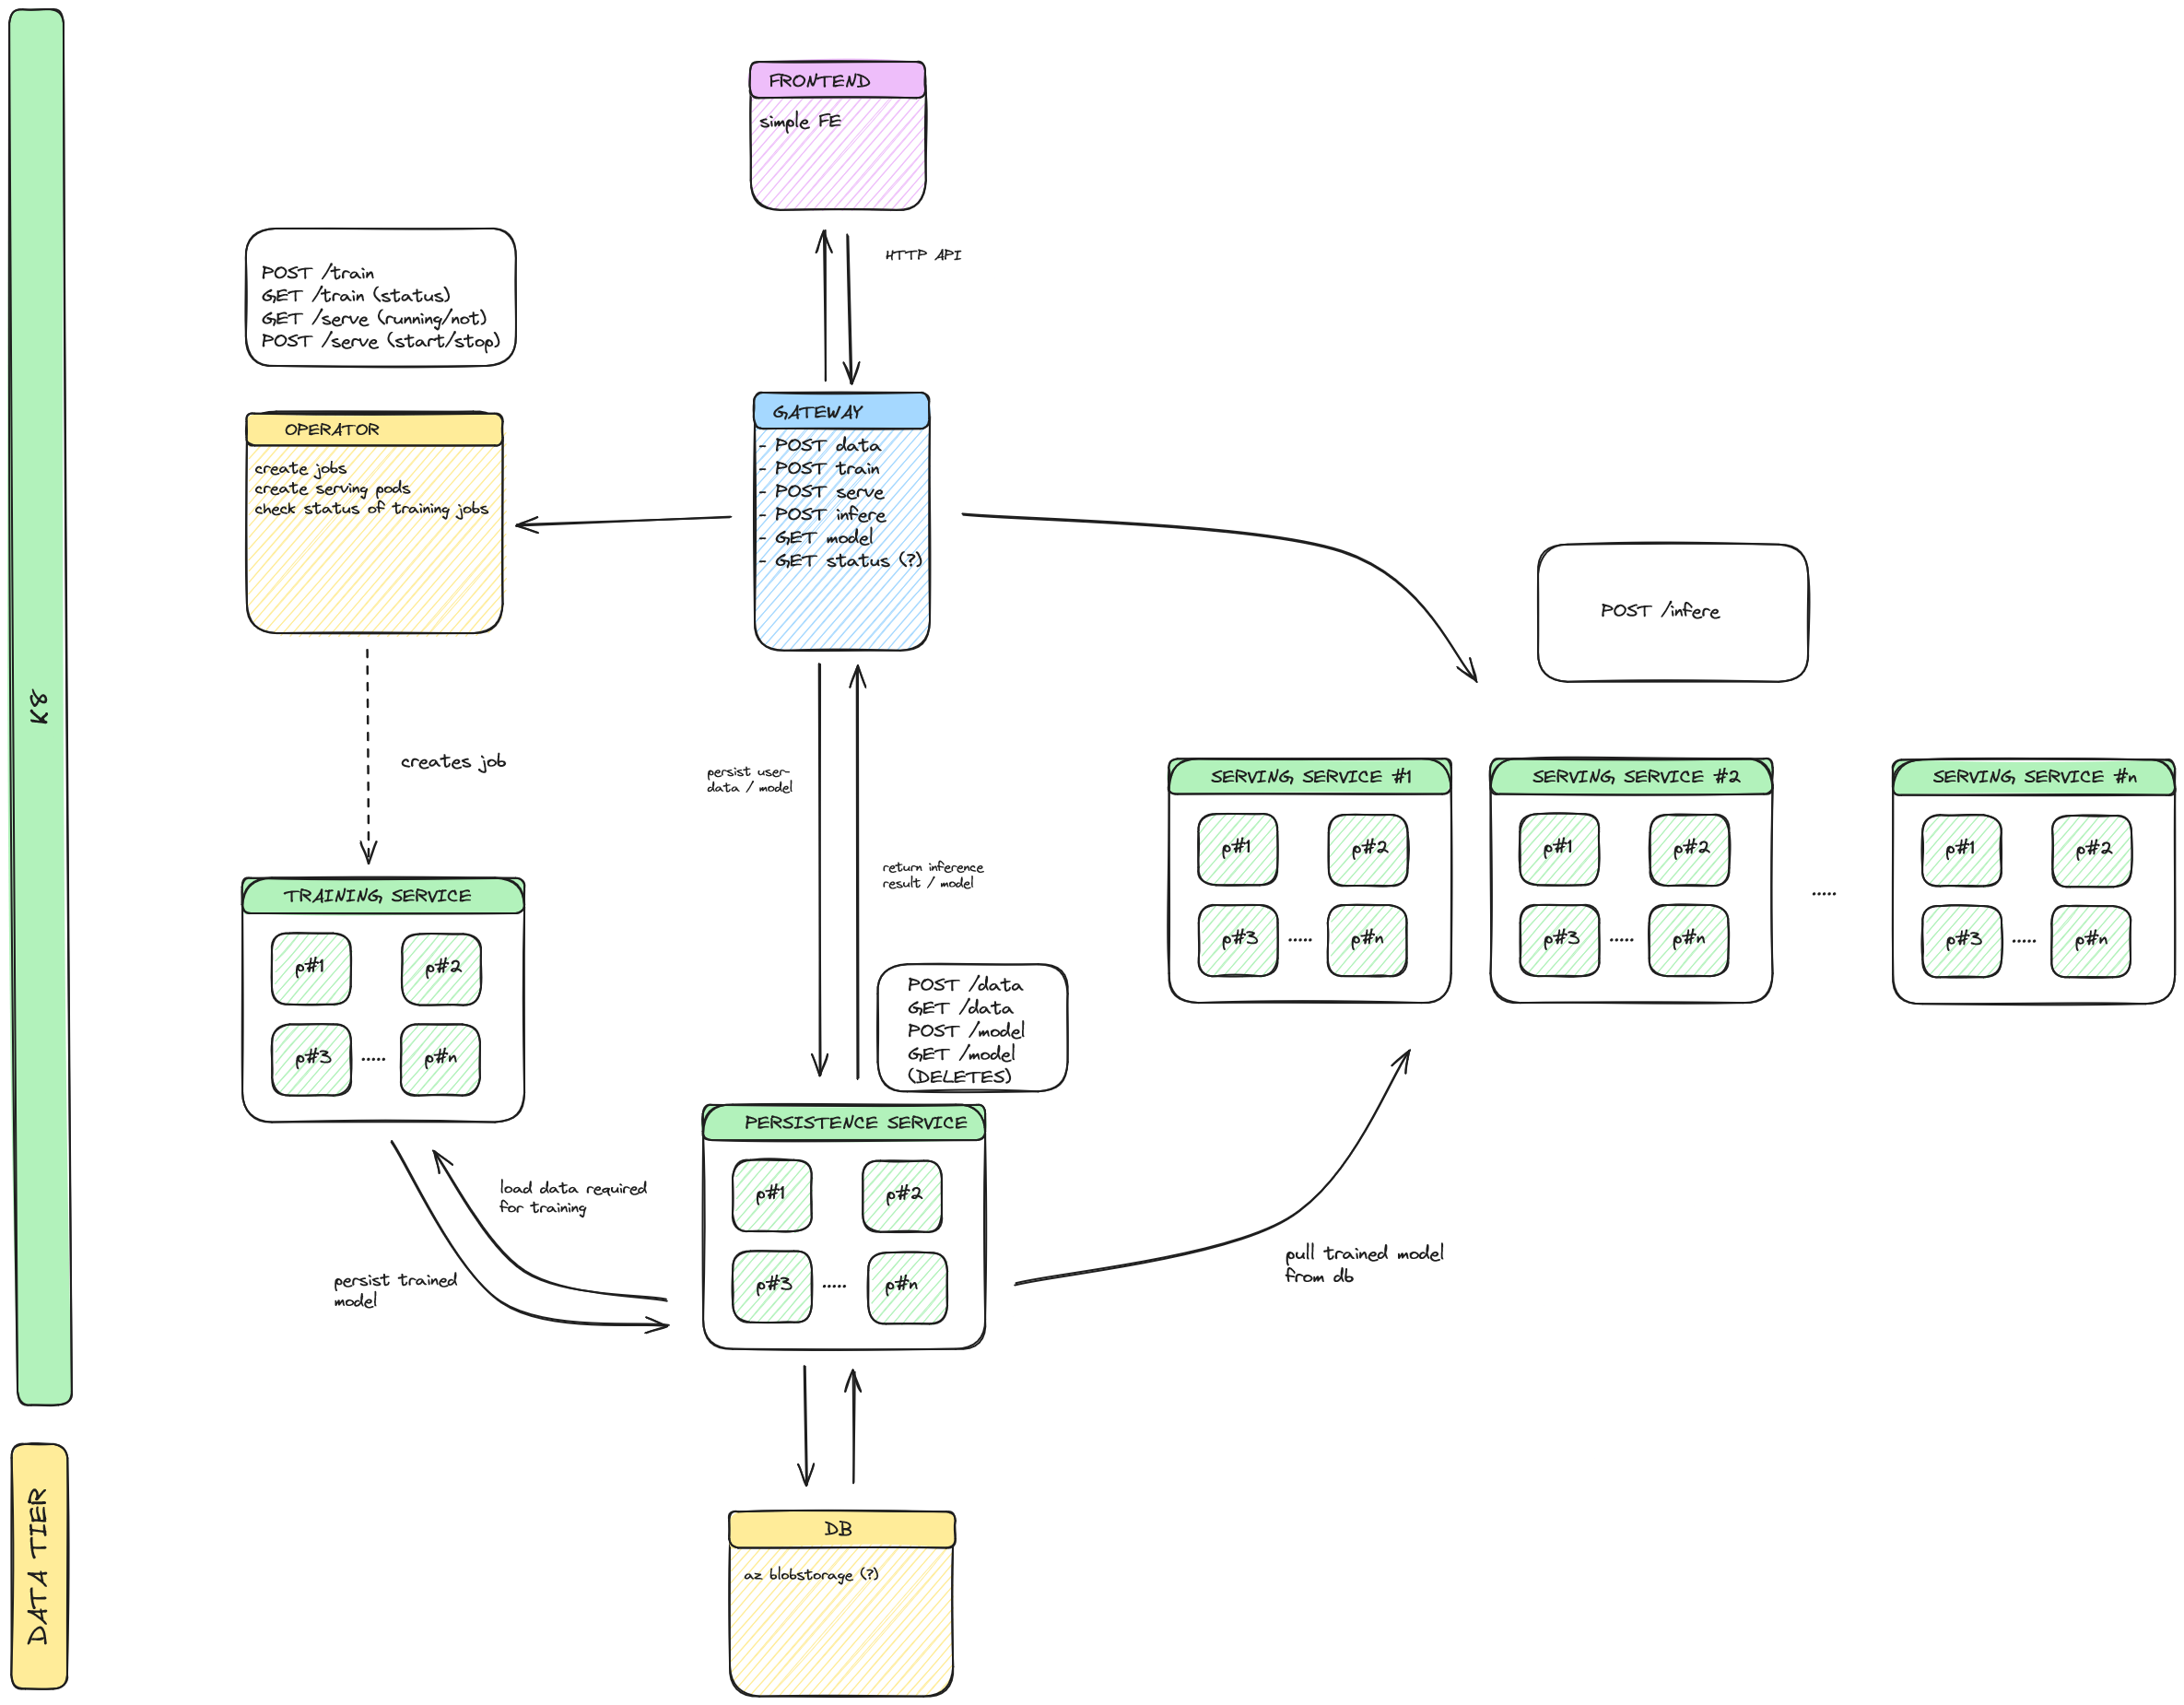 K8
DATA TIER
FRONTEND
simple FE
HTTP API
POST /train
GET /train (status)
GET /serve (running/not)
POST /serve (start/stop)
OPERATOR
create jobs
create serving pods
check status of training jobs
GATEWAY
- POST data
- POST train
- POST serve
- POST infere
- GET model
- GET status (?)
POST /infere
creates job
persist user-
data / model
return inference
result / model
SERVING SERVICE #1
p#1
p#2
p#3
.....
p#n
SERVING SERVICE #2
p#1
p#2
p#3
.....
p#n
.....
SERVING SERVICE #n
p#1
p#2
p#3
.....
p#n
TRAINING SERVICE
p#1
p#2
p#3
.....
p#n
POST /data
GET /data
POST /model
GET /model
(DELETES)
PERSISTENCE SERVICE
p#1
p#2
p#3
.....
p#n
load data required
for training
persist trained
model
pull trained model
from db
DB
az blobstorage (?)